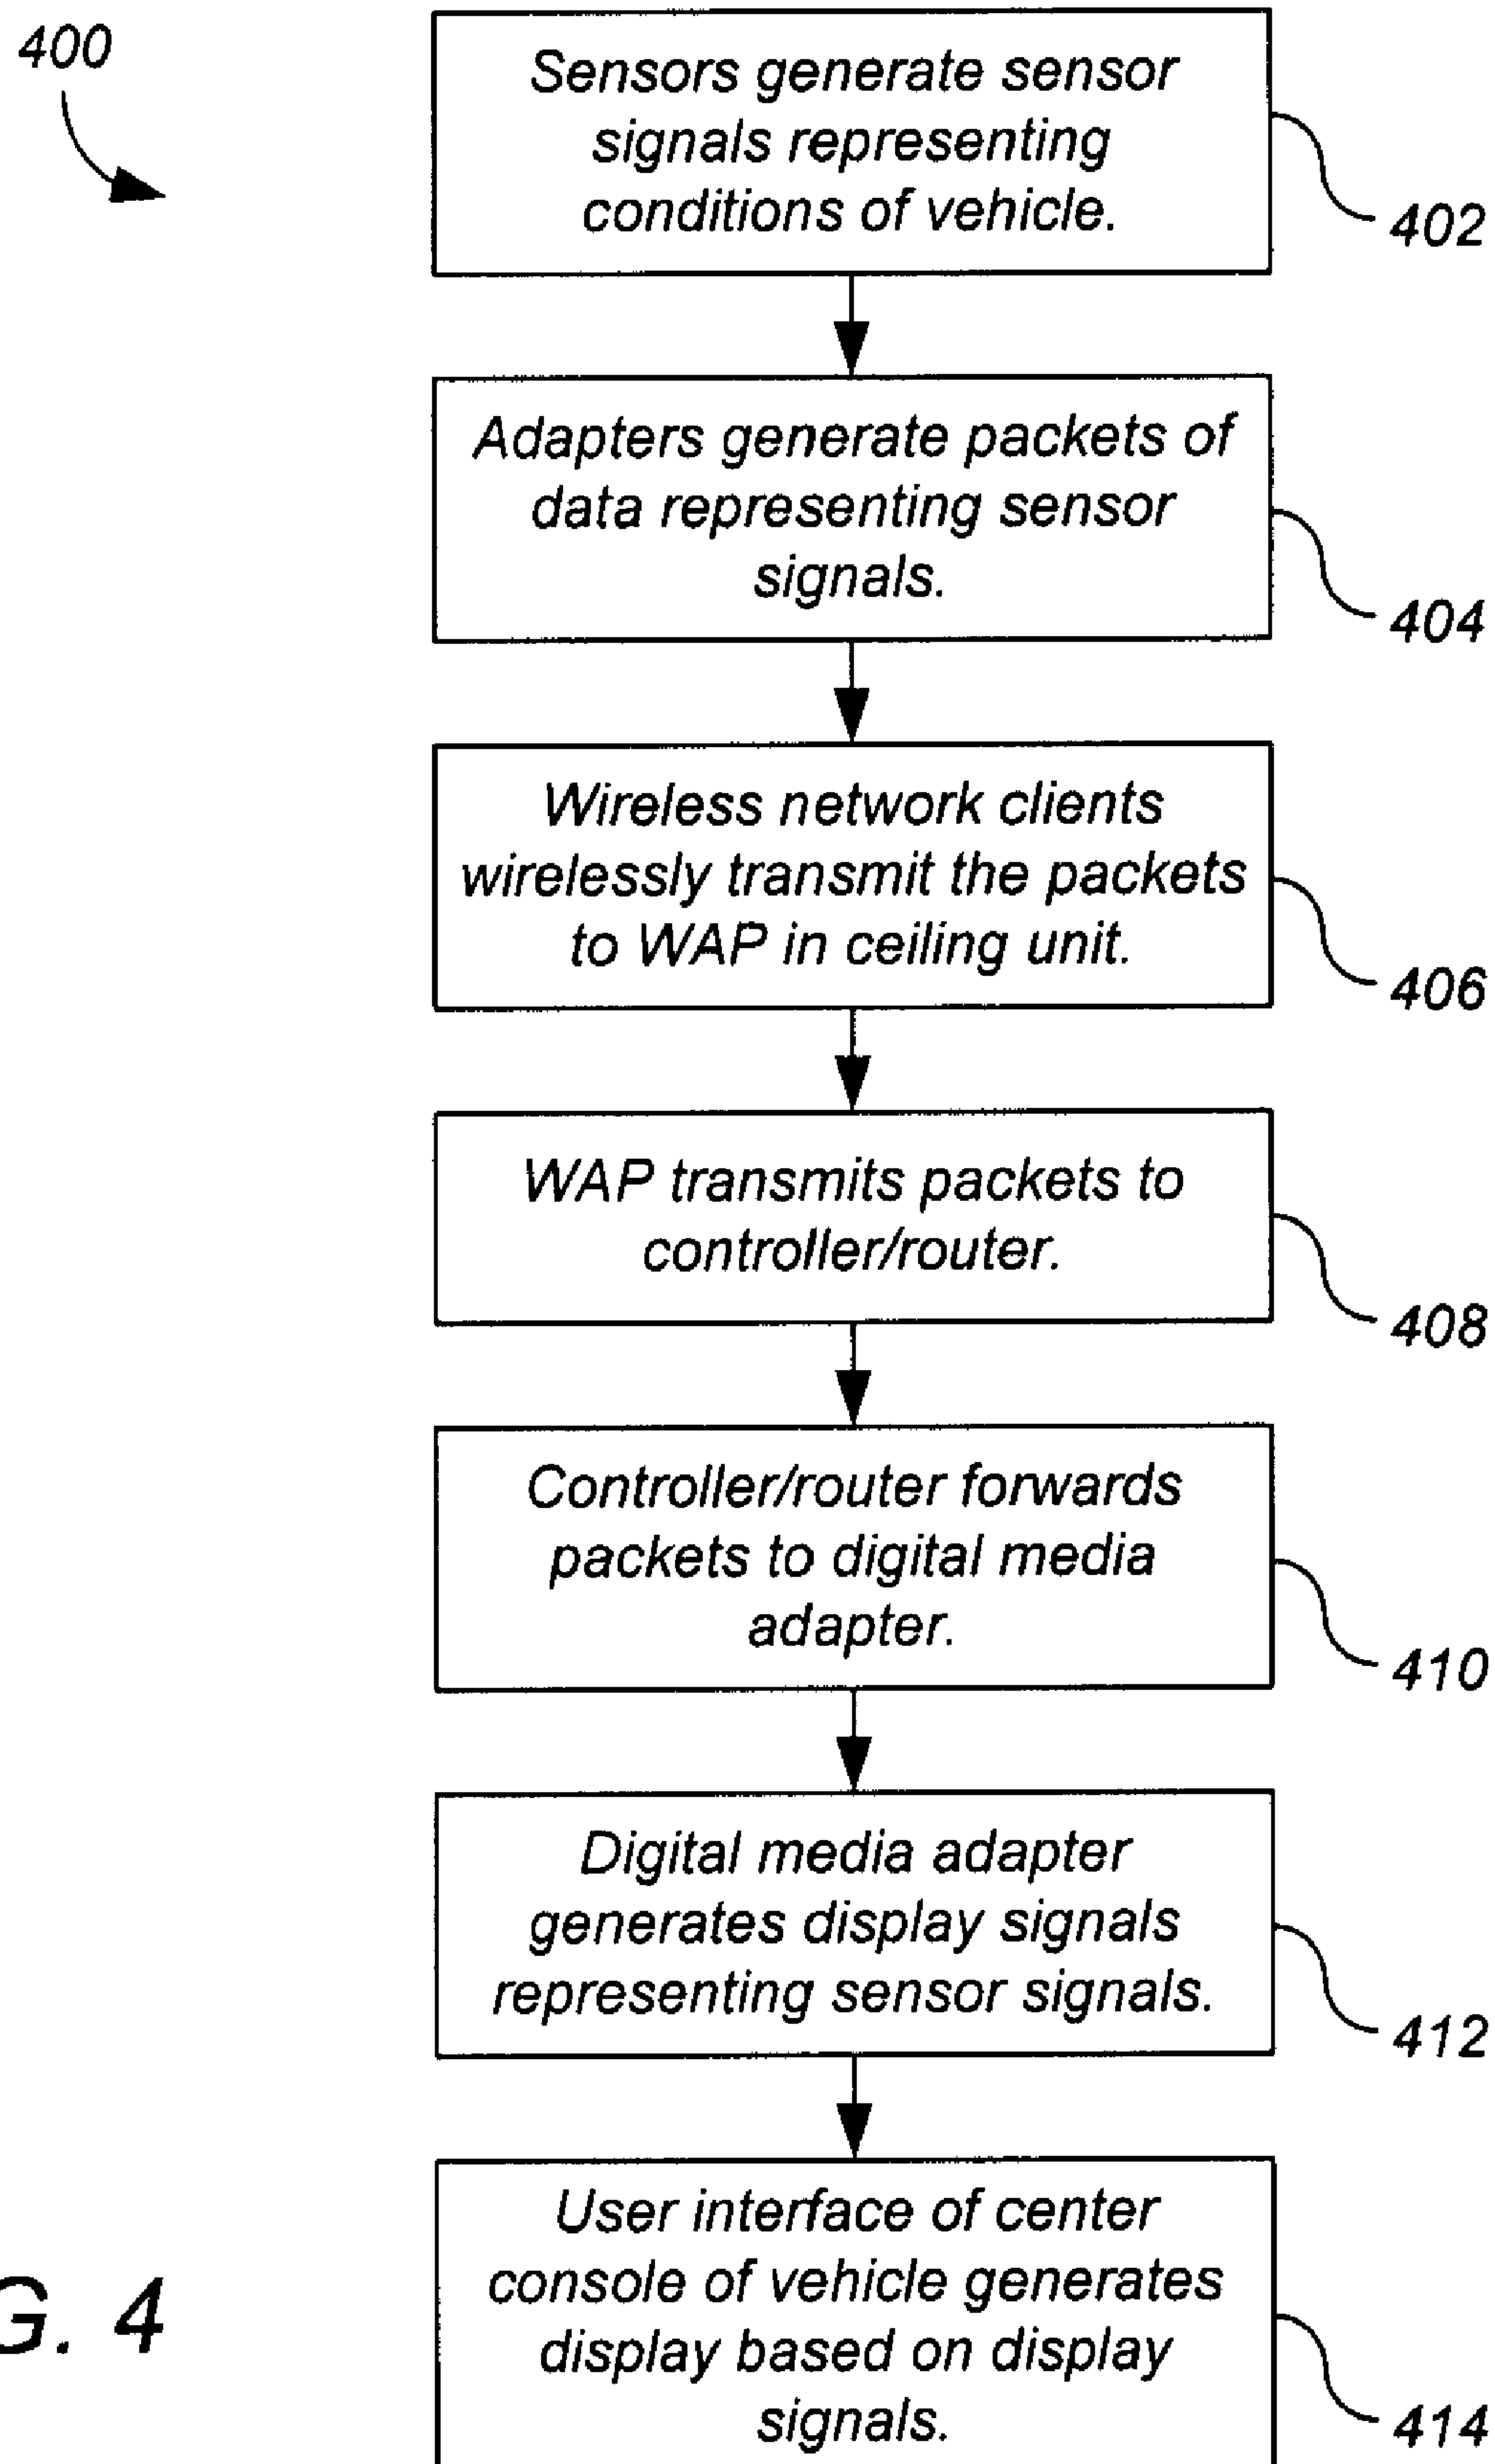 400
Sensors generate sensor
signals representing
conditions of vehicle.
402
Adapters generate packets of
data representing sensor
signals.
404
Wireless network clients
wirelessly transmit the packets
to WAP in ceiling unit.
406
WAP transmits packets to
controller/router.
408
Controller/router forwards
packets to digital media
adapter.
410
Digital media adapter
generates display signals
representing sensor signals.
412
User interface of center
console of vehicle generates
display based on display
signals.
414
G. 4